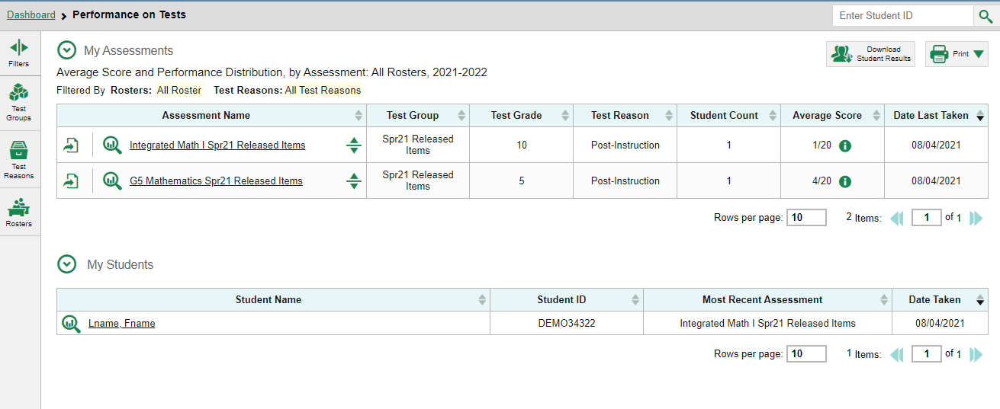 Dashboard > Performance on Tests
Enter Student ID
Filters
Test
Groups
Test
Reasons
Rosters
My Assessments
Download
Student Results
Print
Average Score and Performance Distribution, by Assessment: All Rosters, 2021-2022
Filtered By Rosters: All Roster Test Reasons: All Test Reasons
Assessment Name Test Group Test Grade Test Reason Student Count Average Score Date Last Taken
Integrated Math I Spr21 Released Items Spr21 Released Items 10 Post-Instruction 1 1/20 08/04/2021
G5 Mathematics Spr21 Released Items Spr21 Released Items 5 Post-Instruction 1 4/20 08/04/2021
Rows per page: 10 2 Items: 1 of 1
My Students
Student Name Student ID Most Recent Assessment Date Taken
Lname, Fname DEMO34322 Integrated Math I Spr21 Released Items 08/04/2021
Rows per page: 10 1 Items: 1 of 1